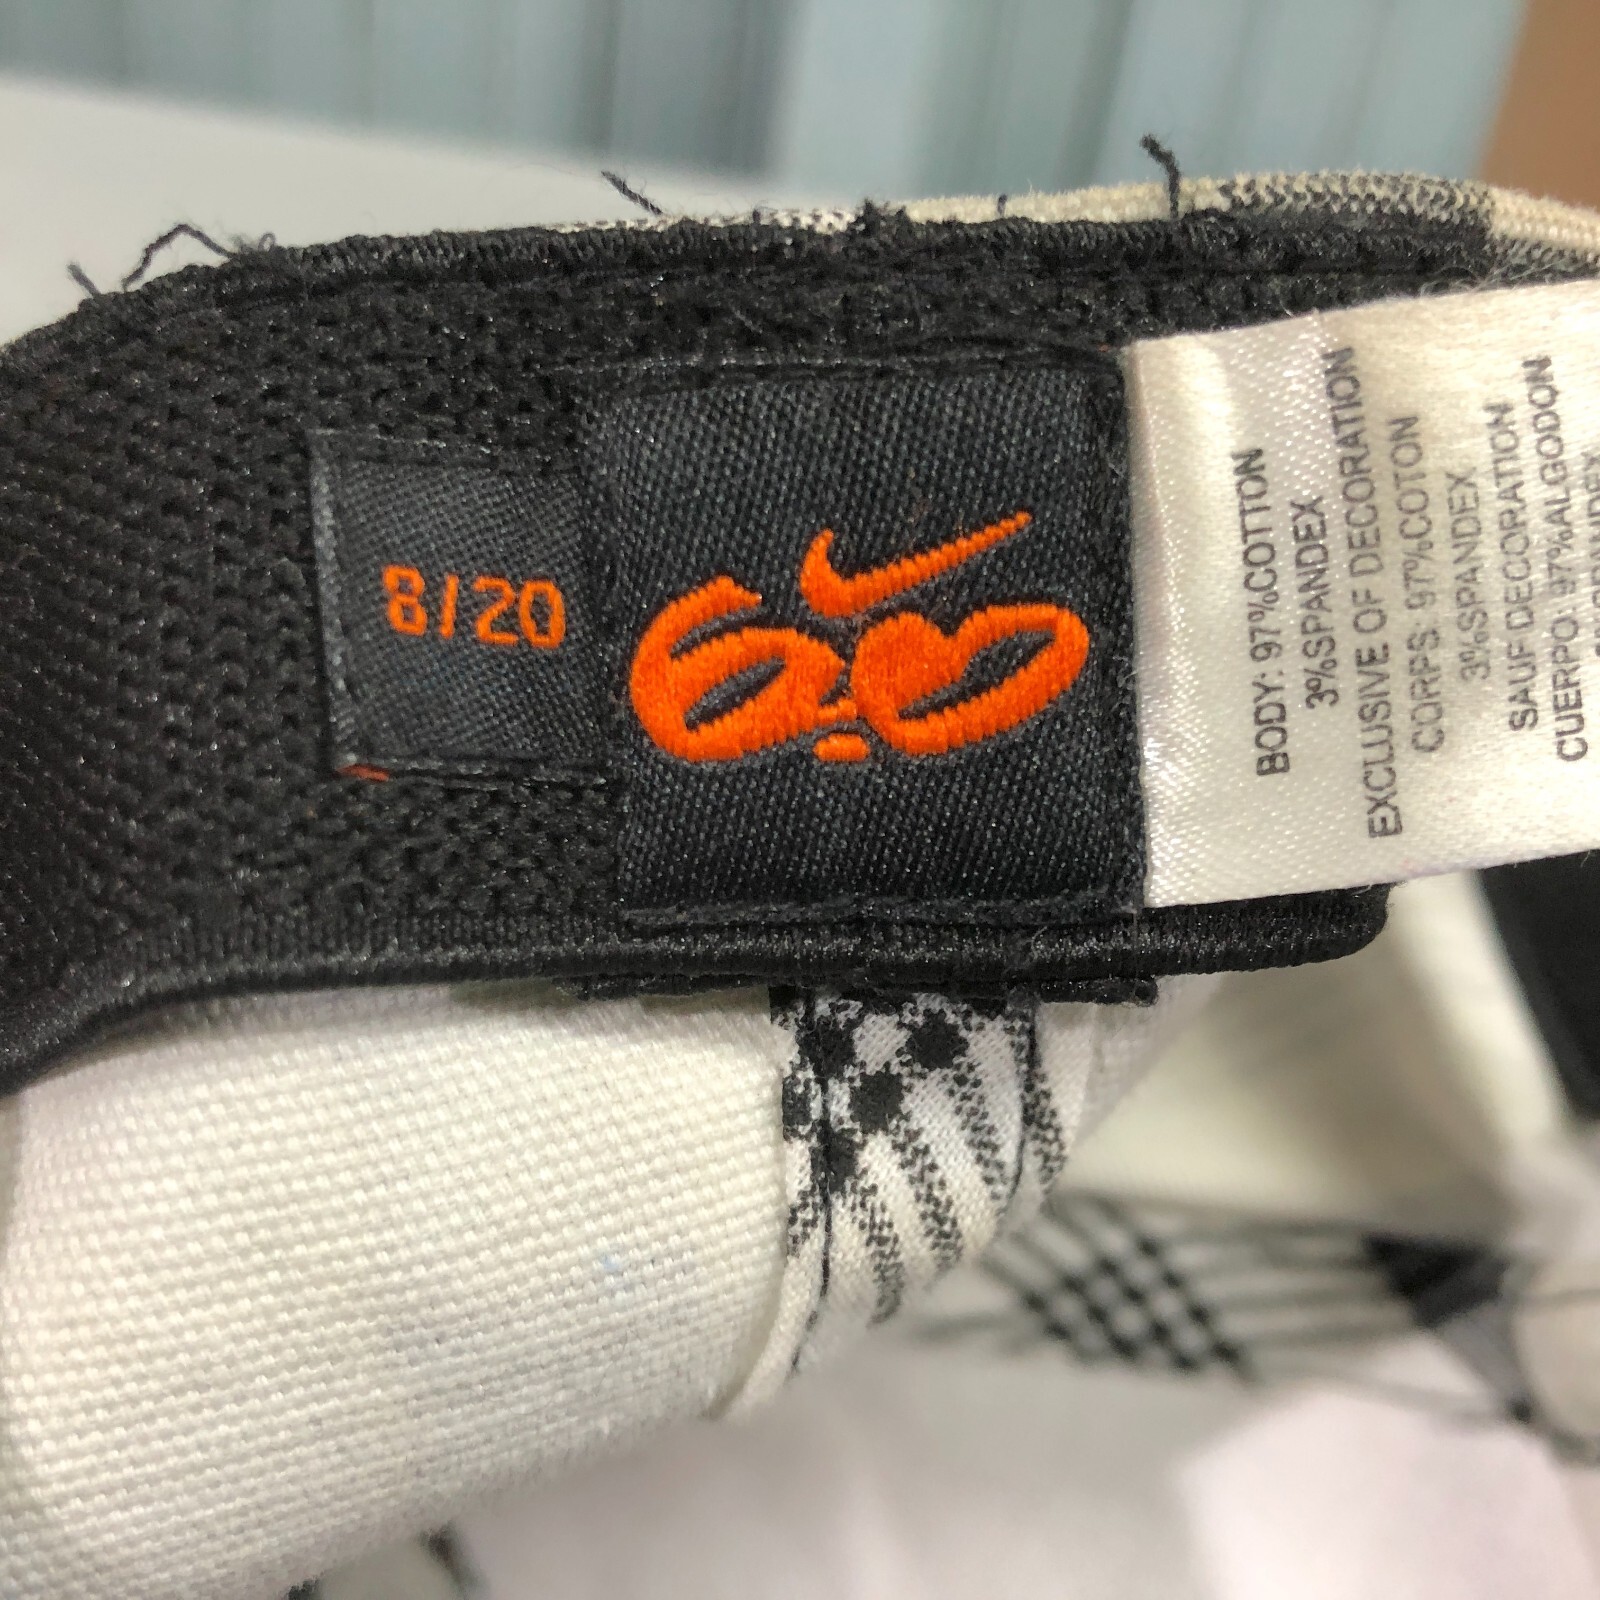 8/20
6.0
BODY: 97%COTTON
3%SPANDEX
EXCLUSIVE OF DECORATION
CORPS: 97%COTON
3%SPANDEX
SAUF DECORATION
CUERPO: 97%ALGODON